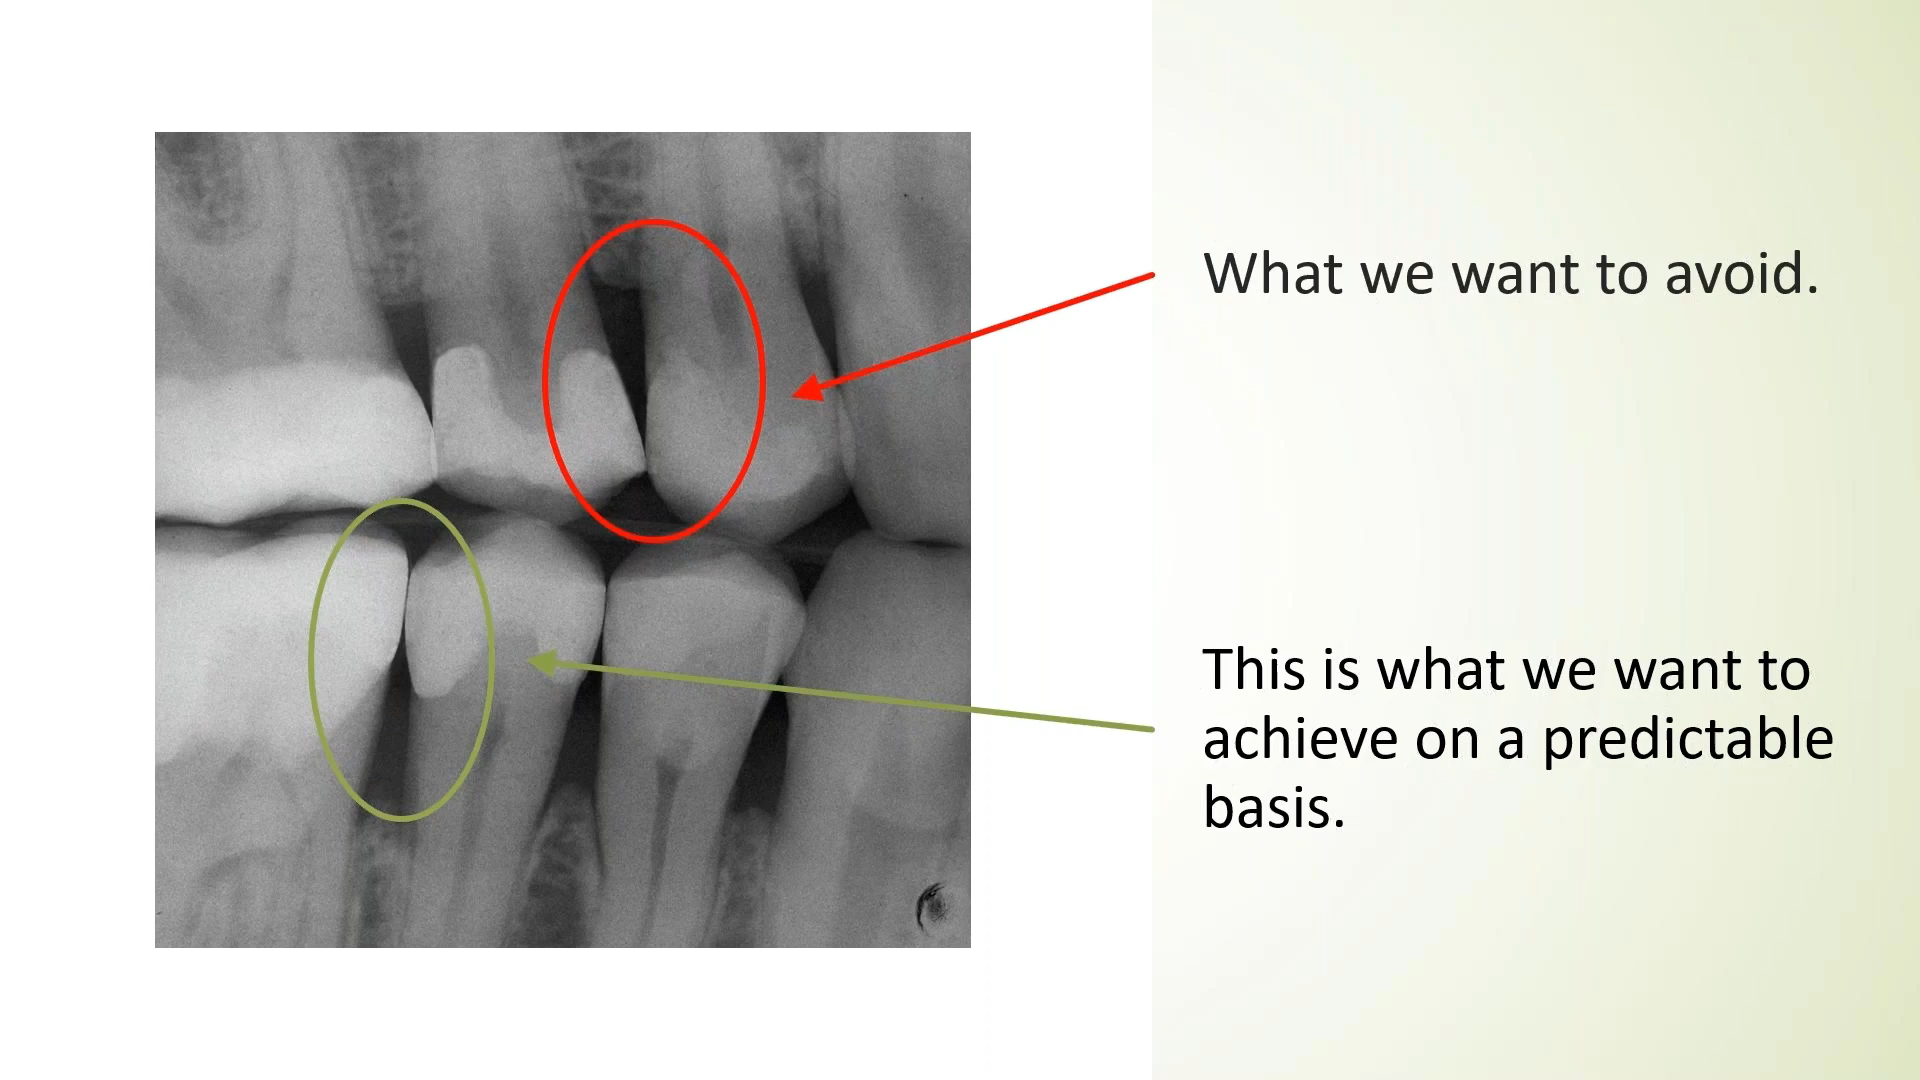 What we want to avoid.
This is what we want to
achieve on a predictable
basis.